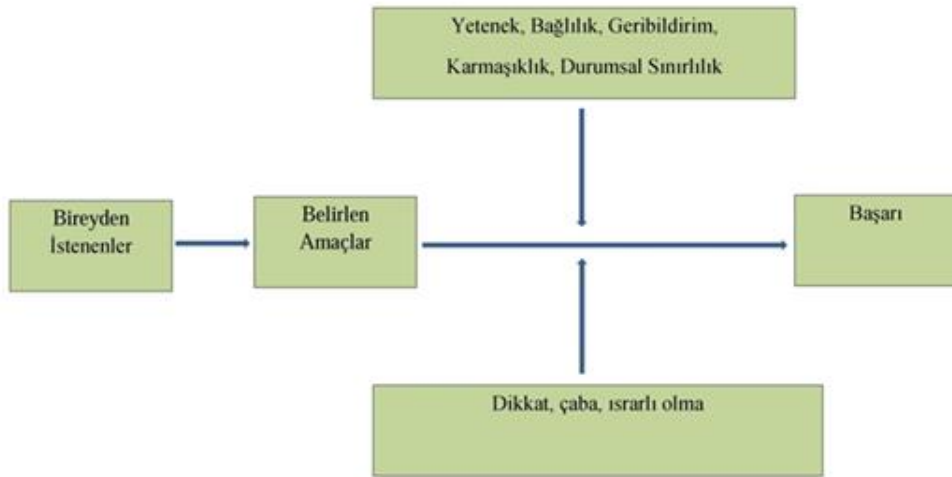 Yetenek, Bağlılık, Geribildirim,
Karmaşıklık, Durumsal Sınırlılık
Bireyden
İstenenler
Belirlen
Amaçlar
Başarı
Dikkat, çaba, ısrarlı olma